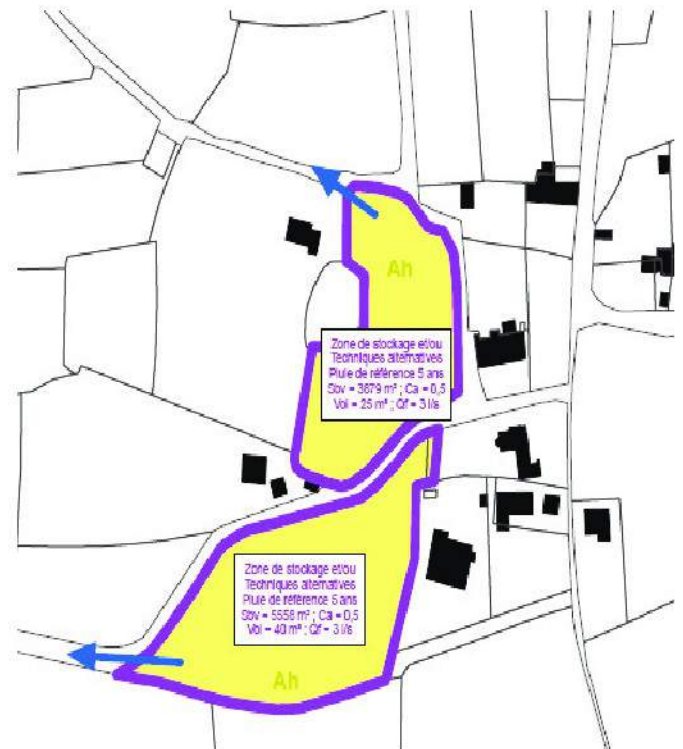 Ah
Zone de stockage et/ou
Techniques alternatives
Pluie de référence 5 ans
Sbv = 3679 m² ; Ca = 0,5
Vol = 25 m³ ; Qf = 3 l/s
Zone de stockage et/ou
Techniques alternatives
Pluie de référence 5 ans
Sbv = 5558 m² ; Ca = 0,5
Vol = 40 m³ ; Qf = 3 l/s
Ah